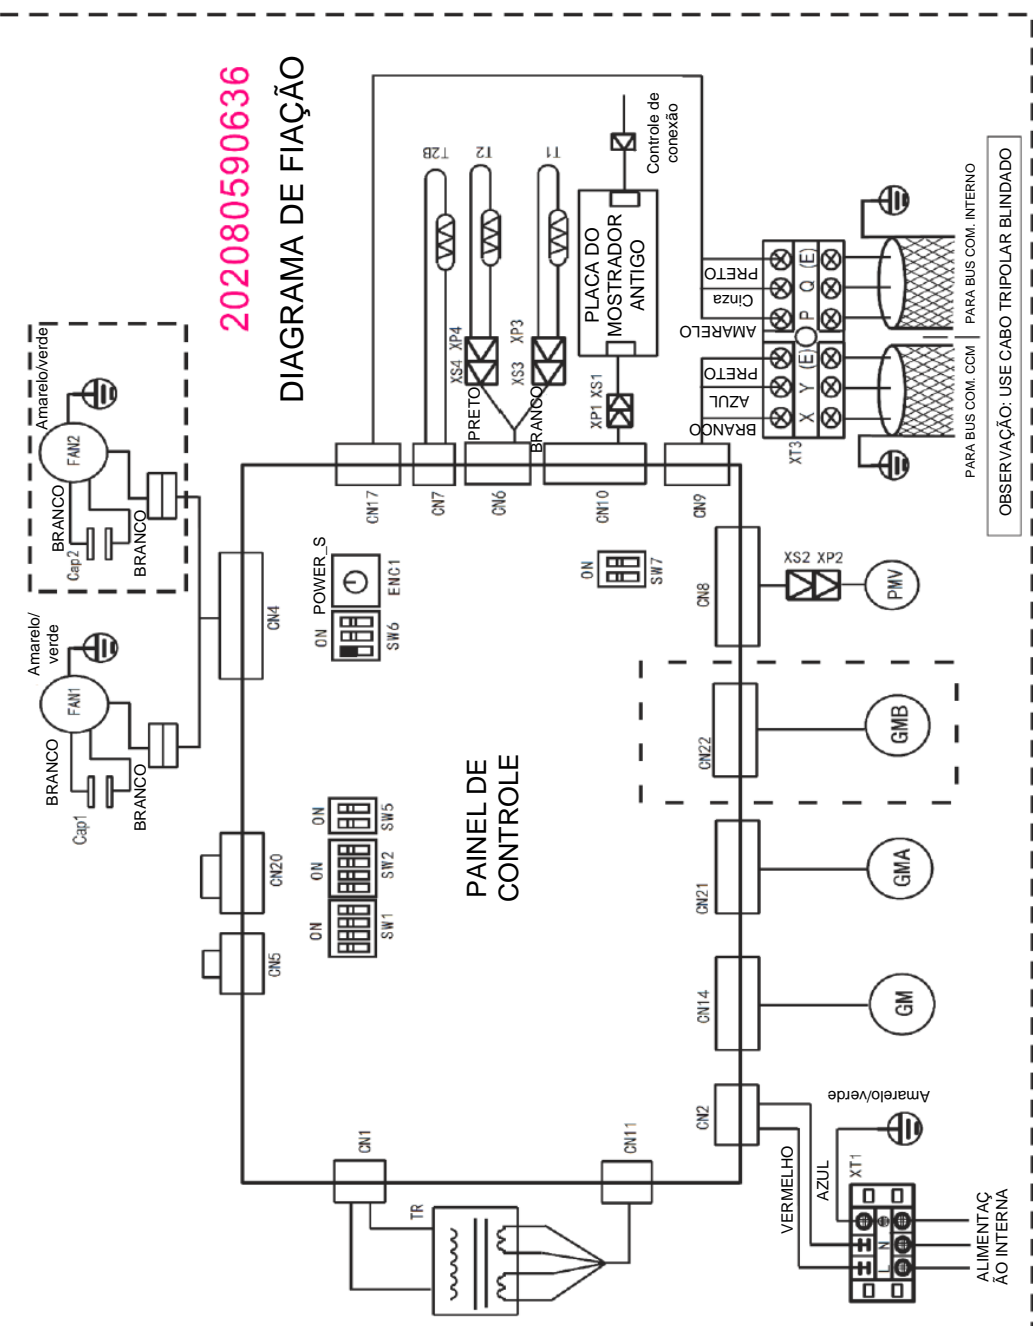 202080590636
DIAGRAMA DE FIAÇÃO
Amarelo/verde
FAN2
BRANCO
Cap2
BRANCO
Amarelo/
verde
FAN1
BRANCO
Cap1
BRANCO
CN4
CN20
CN5
POWER_S
ENC1
ON
SW6
ON
SW5
ON
SW2
ON
SW1
ON
SW7
PAINEL DE
CONTROLE
CN17
CN7
CN6
CN10
CN9
T2B
T2
T1
XS4 XP4
XS3 XP3
PRETO
BRANCO
XP1 XS1
PLACA DO
MOSTRADOR
ANTIGO
Controle de
conexão
BRANCO
AZUL
PRETO
AMARELO
Cinza
PRETO
X Y (E) P Q (E)
XT3
PARA BUS COM. CCM
PARA BUS COM. INTERNO
OBSERVAÇÃO: USE CABO TRIPOLAR BLINDADO
CN8
XS2 XP2
PMV
CN22
GMB
CN21
GMA
CN14
GM
CN2
VERMELHO
AZUL
Amarelo/verde
XT1
L N
ALIMENTAÇ
ÃO INTERNA
CN1
TR
CN11